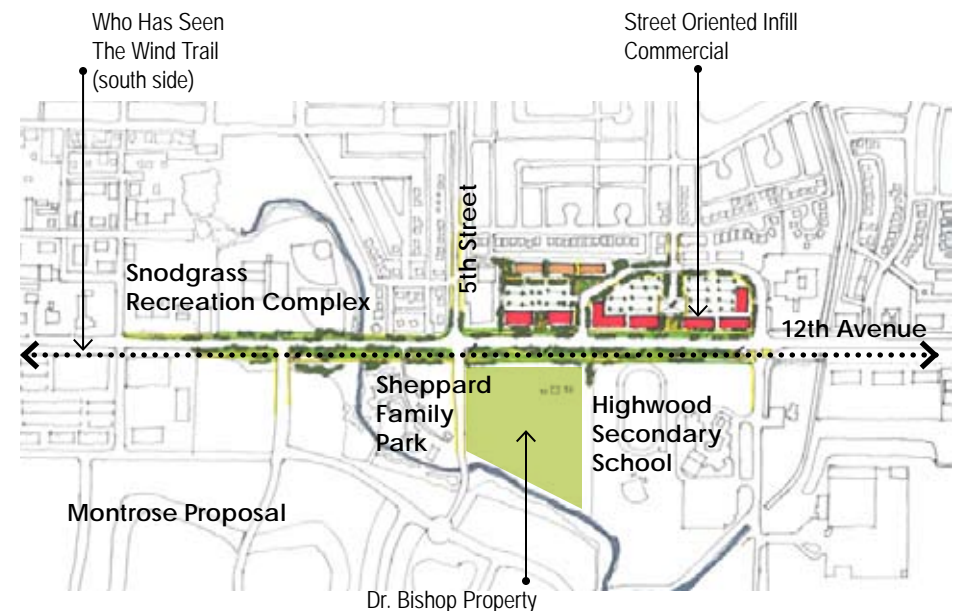 Who Has Seen
The Wind Trail
(south side)
Street Oriented Infill
Commercial
5th Street
Snodgrass
Recreation Complex
12th Avenue
Sheppard
Family
Park
Highwood
Secondary
School
Montrose Proposal
Dr. Bishop Property